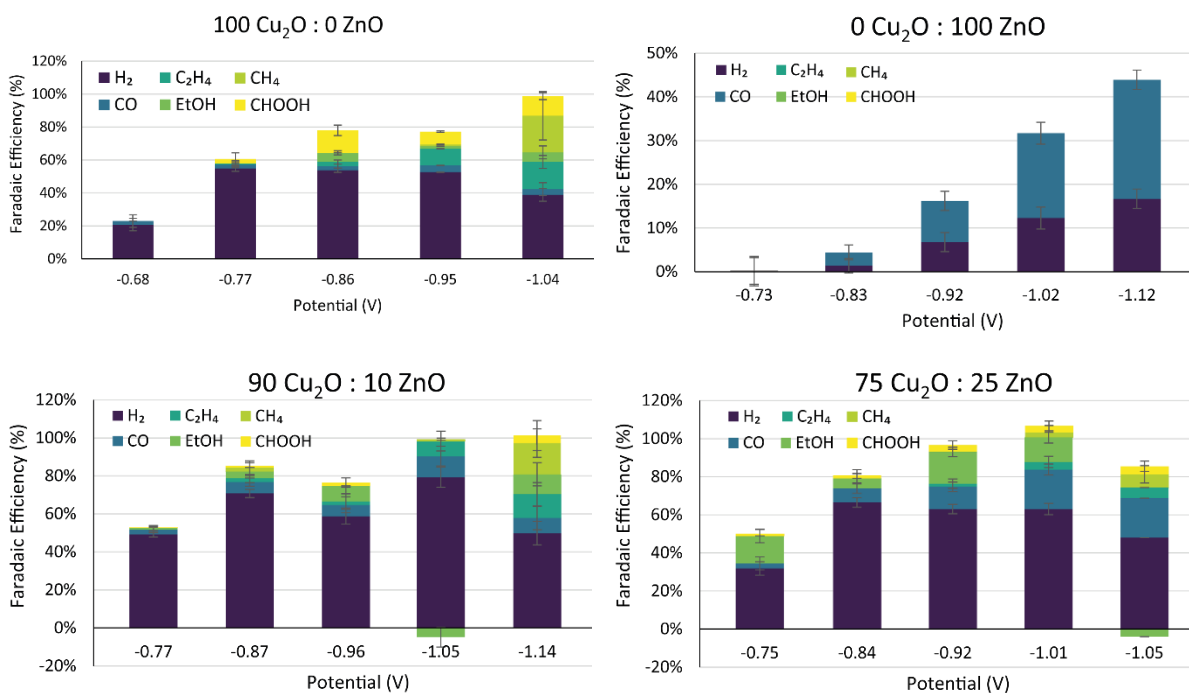 100 Cu₂O : 0 ZnO
120%
100%
80%
60%
40%
20%
0%
Faradaic Efficiency (%)
H₂ C₂H₄ CH₄
CO EtOH CHOOH
-0.68 -0.77 -0.86 -0.95 -1.04
Potential (V)
0 Cu₂O : 100 ZnO
50%
40%
30%
20%
10%
0%
Faradaic Efficiency (%)
H₂ C₂H₄ CH₄
CO EtOH CHOOH
-0.73 -0.83 -0.92 -1.02 -1.12
Potential (V)
90 Cu₂O : 10 ZnO
120%
100%
80%
60%
40%
20%
0%
-20%
Faradaic Efficiency (%)
H₂ C₂H₄ CH₄
CO EtOH CHOOH
-0.77 -0.87 -0.96 -1.05 -1.14
Potential (V)
75 Cu₂O : 25 ZnO
120%
100%
80%
60%
40%
20%
0%
-20%
Faradaic Efficiency (%)
H₂ C₂H₄ CH₄
CO EtOH CHOOH
-0.75 -0.84 -0.92 -1.01 -1.05
Potential (V)